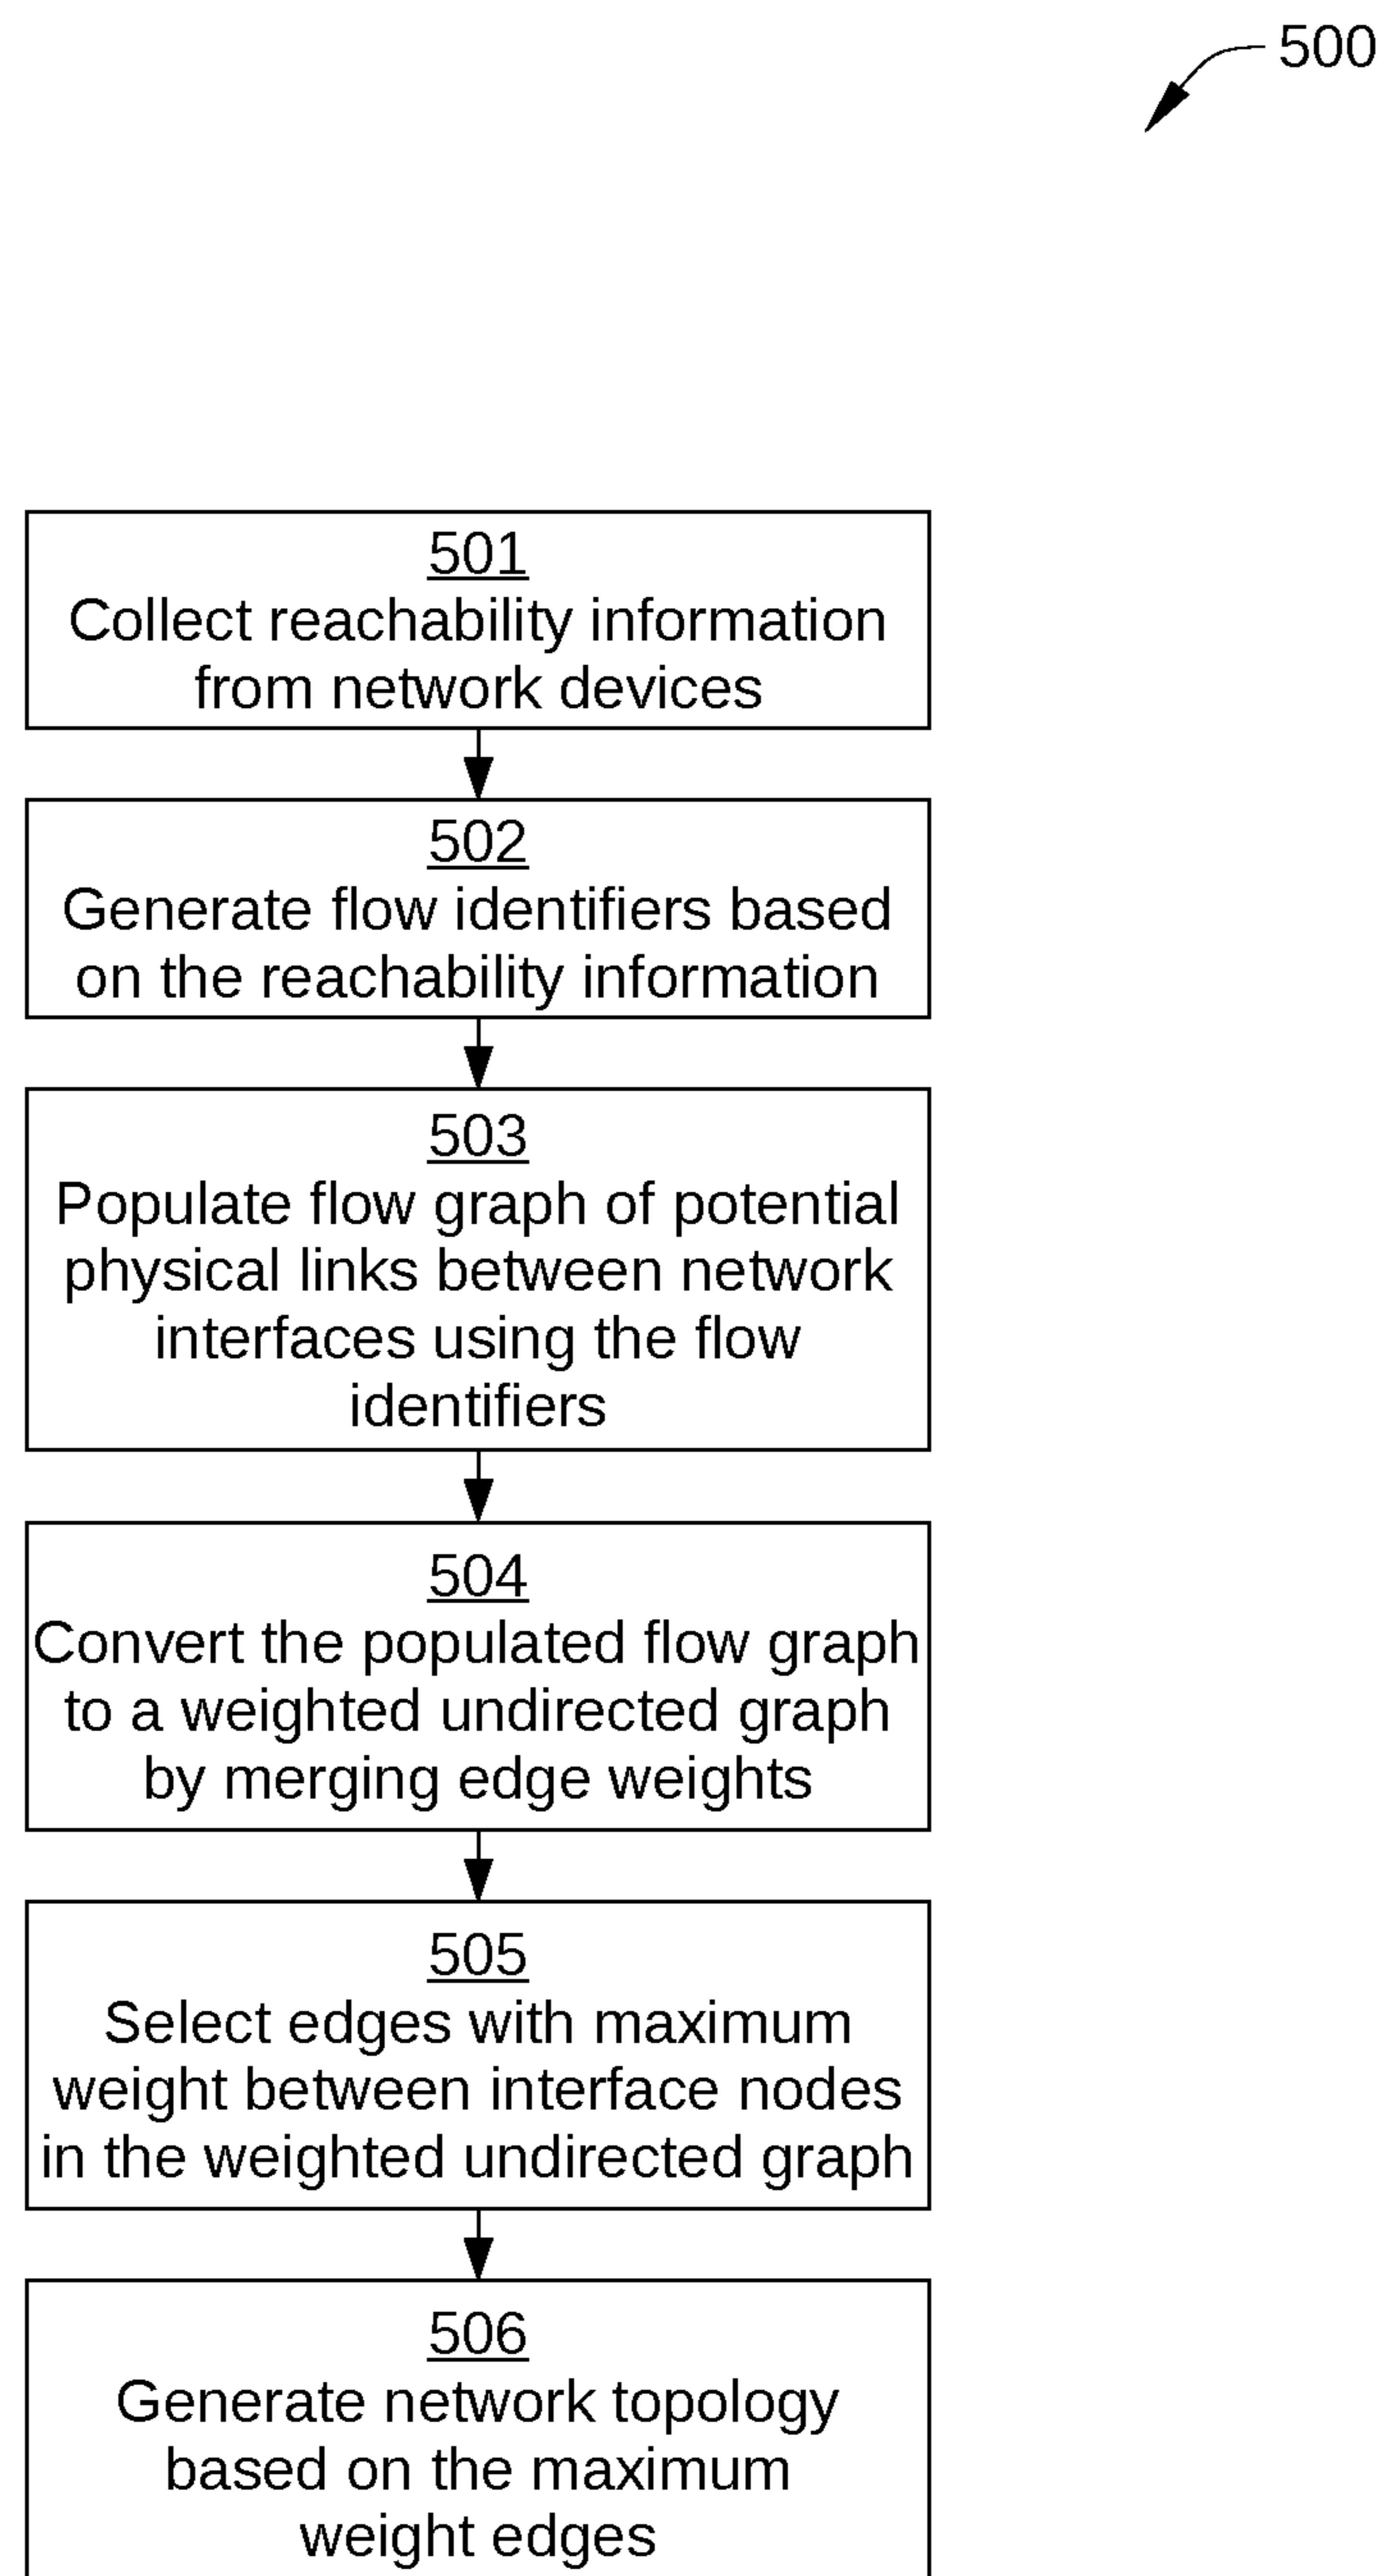 500
501
Collect reachability information
from network devices
502
Generate flow identifiers based
on the reachability information
503
Populate flow graph of potential
physical links between network
interfaces using the flow
identifiers
504
Convert the populated flow graph
to a weighted undirected graph
by merging edge weights
505
Select edges with maximum
weight between interface nodes
in the weighted undirected graph
506
Generate network topology
based on the maximum
weight edges